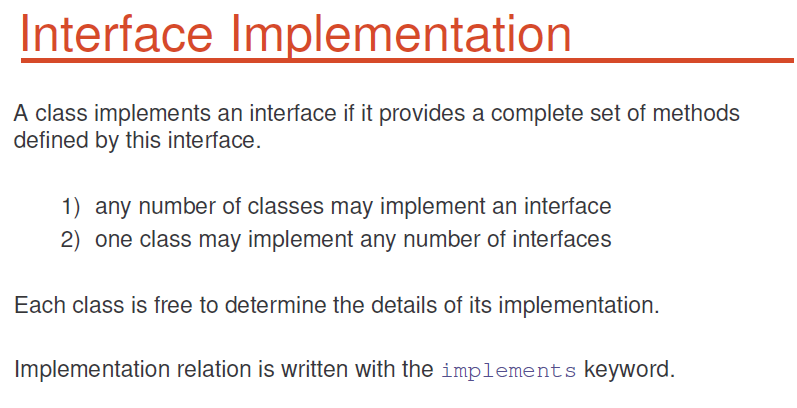 Interface Implementation
A class implements an interface if it provides a complete set of methods
defined by this interface.
1) any number of classes may implement an interface
2) one class may implement any number of interfaces
Each class is free to determine the details of its implementation.
Implementation relation is written with the implements keyword.